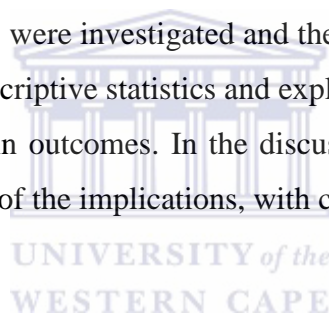 were investigated and the
criptive statistics and expl
n outcomes. In the discus
of the implications, with c
UNIVERSITY of the
WESTERN CAPE